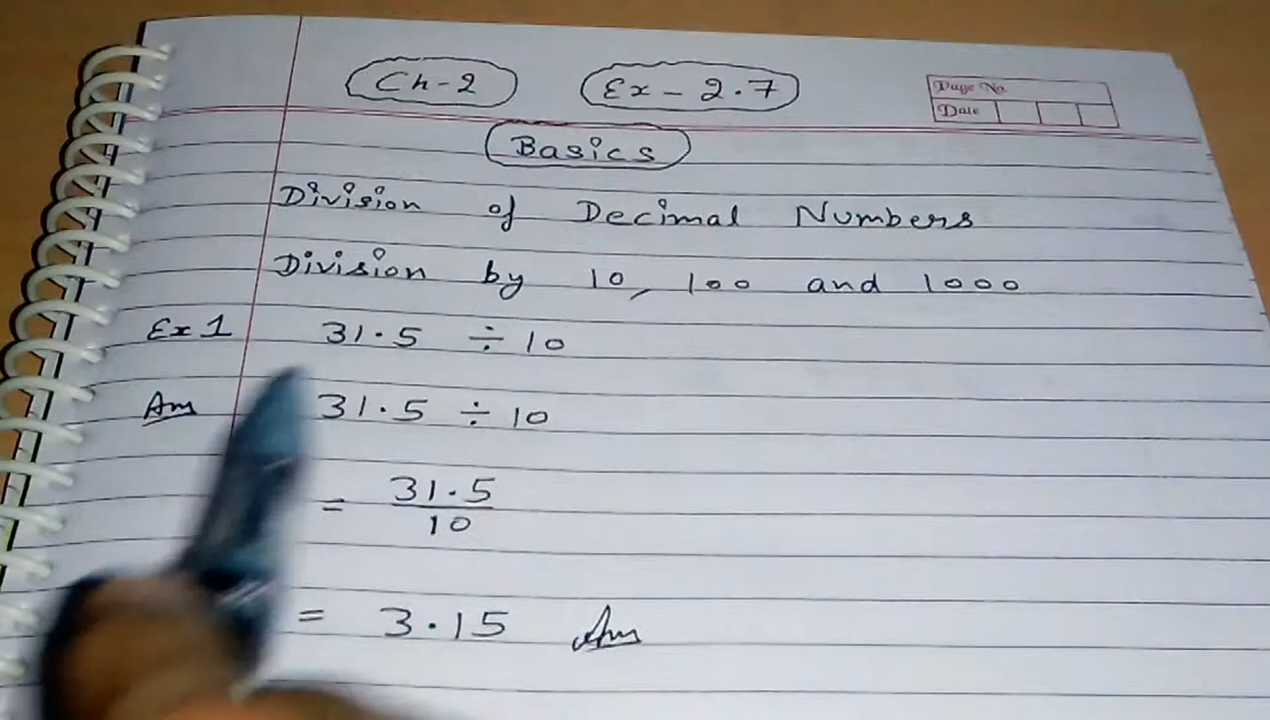 Ch-2 Ex-2.7
Page No.
Date
Basics
Division of Decimal Numbers
Division by 10, 100 and 1000
Ex 1 31.5 ÷ 10
Ans 31.5 ÷ 10
= 31.5
10
= 3.15 Ans